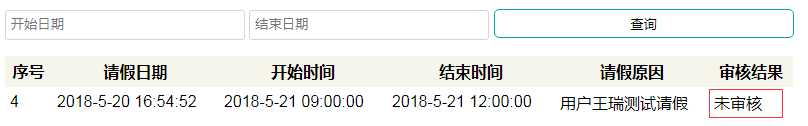 开始日期 结束日期 查询
序号 请假日期 开始时间 结束时间 请假原因 审核结果
4 2018-5-20 16:54:52 2018-5-21 09:00:00 2018-5-21 12:00:00 用户王瑞测试请假 未审核